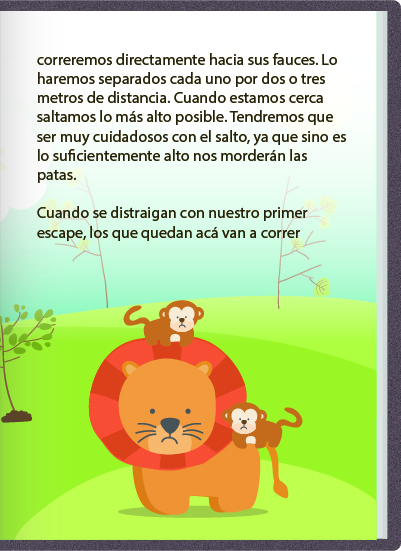 correremos directamente hacia sus fauces. Lo
haremos separados cada uno por dos o tres
metros de distancia. Cuando estamos cerca
saltamos lo más alto posible. Tendremos que
ser muy cuidadosos con el salto, ya que sino es
lo suficientemente alto nos morderán las
patas.
Cuando se distraigan con nuestro primer
escape, los que quedan acá van a correr